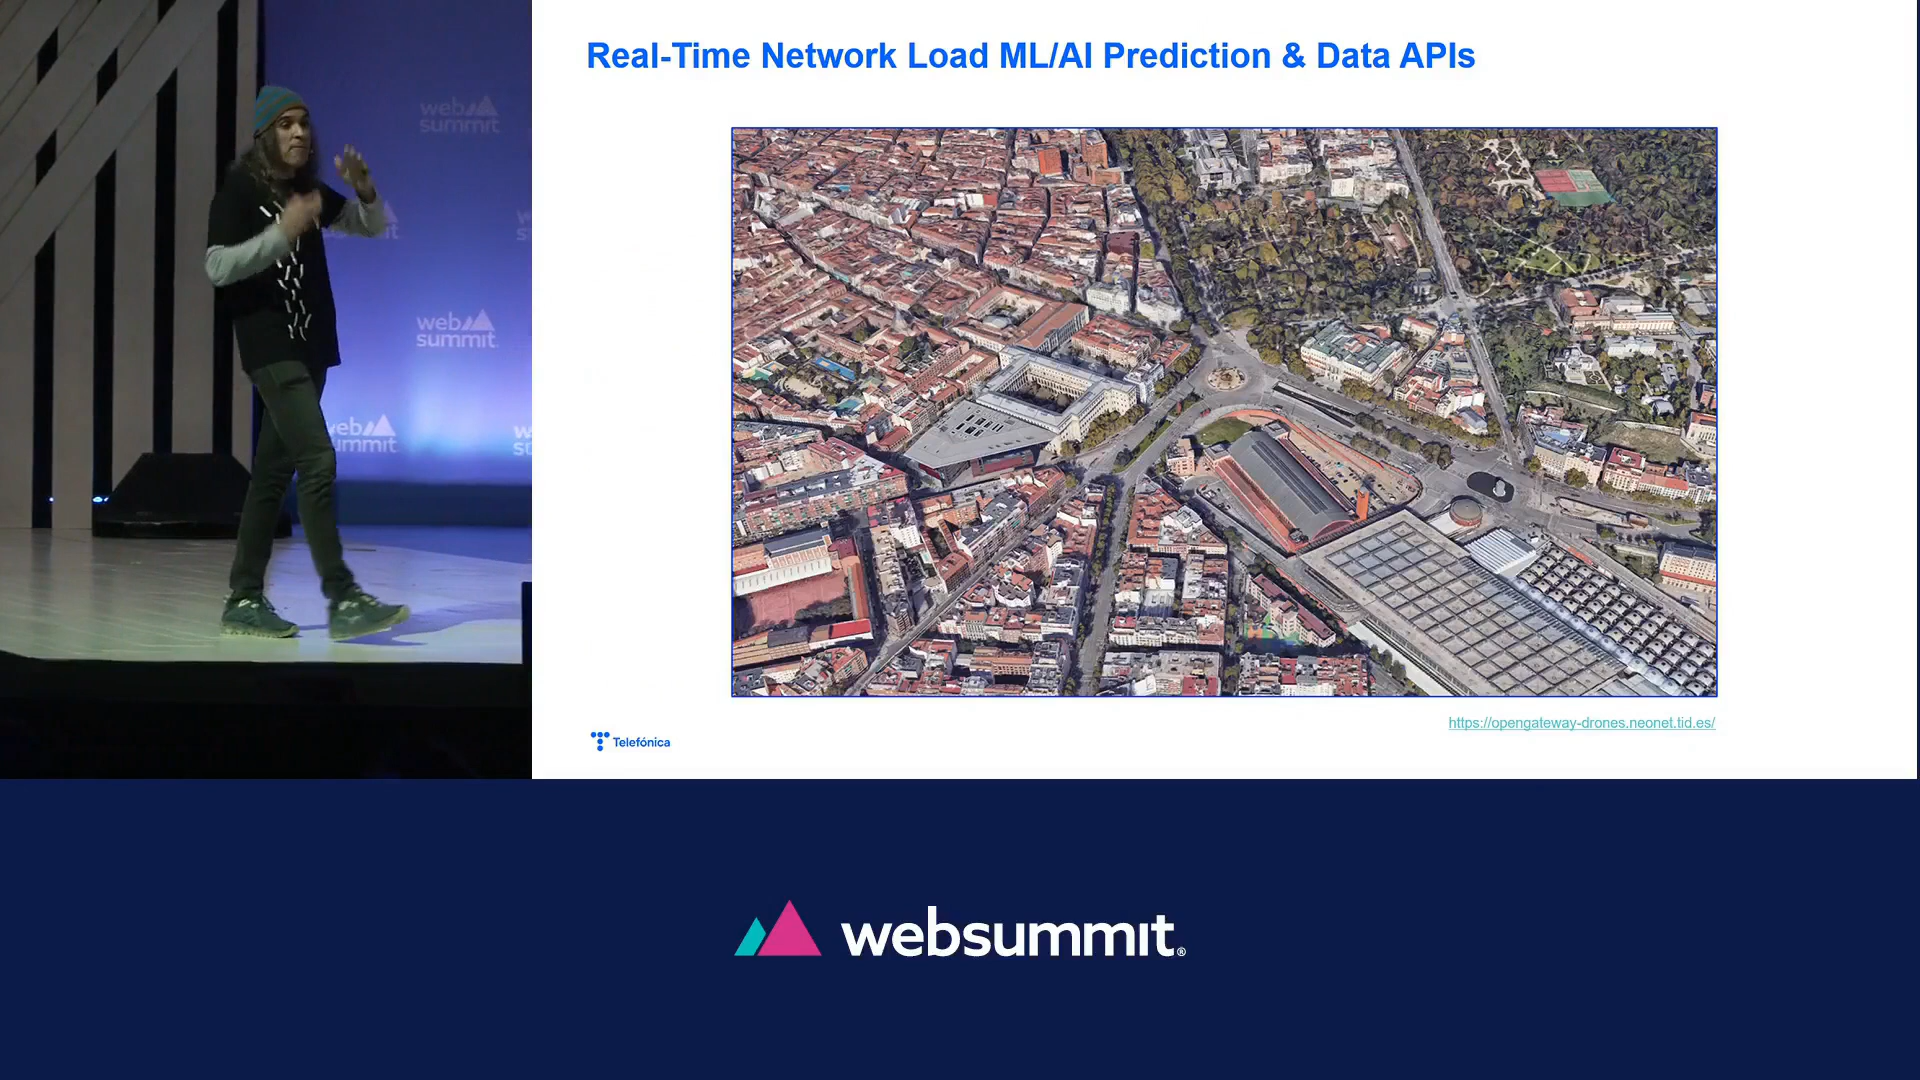 Real-Time Network Load ML/AI Prediction & Data APIs
web
summit
web
summit
https://opengateway-drones.neonet.tid.es/
Telefónica
websummit®